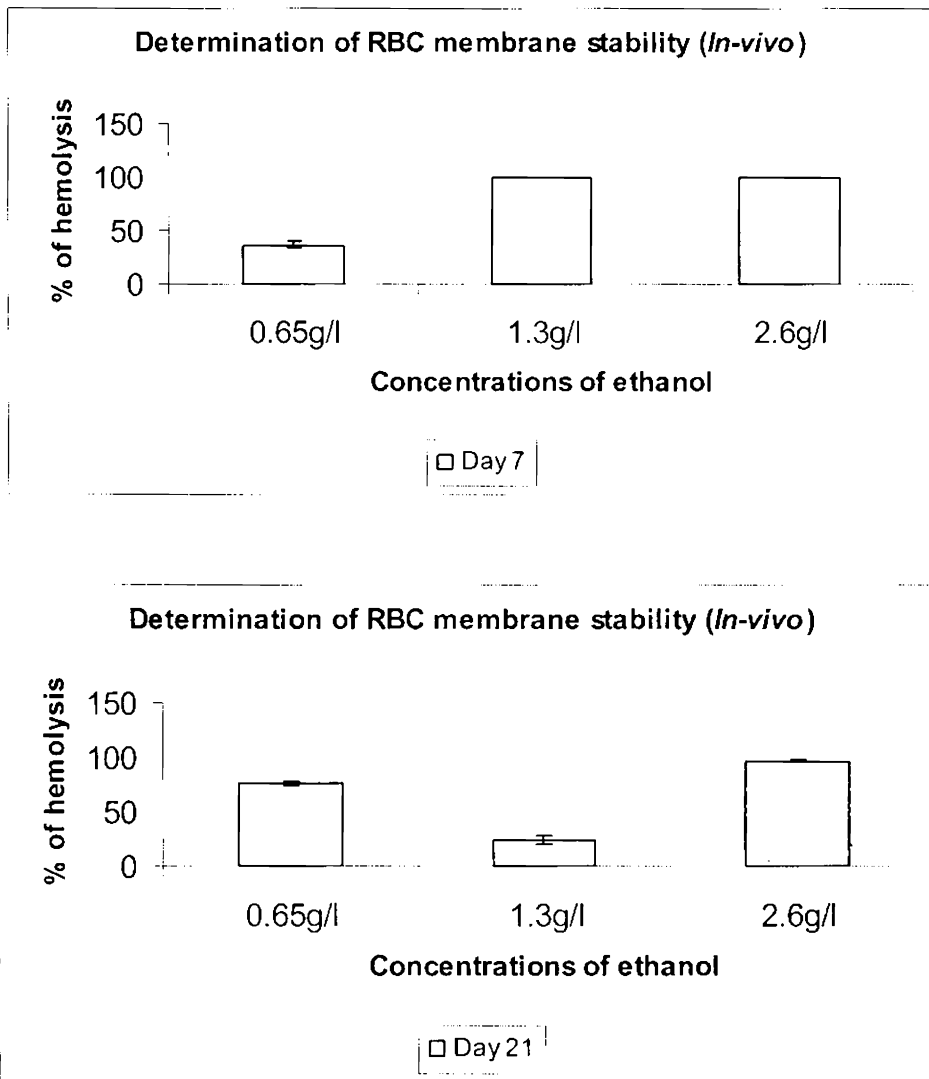 Determination of RBC membrane stability (In-vivo)
% of hemolysis
150
100
50
0
0.65g/l 1.3g/l 2.6g/l
Concentrations of ethanol
Day 7
Determination of RBC membrane stability (In-vivo)
% of hemolysis
150
100
50
0
0.65g/l 1.3g/l 2.6g/l
Concentrations of ethanol
Day 21